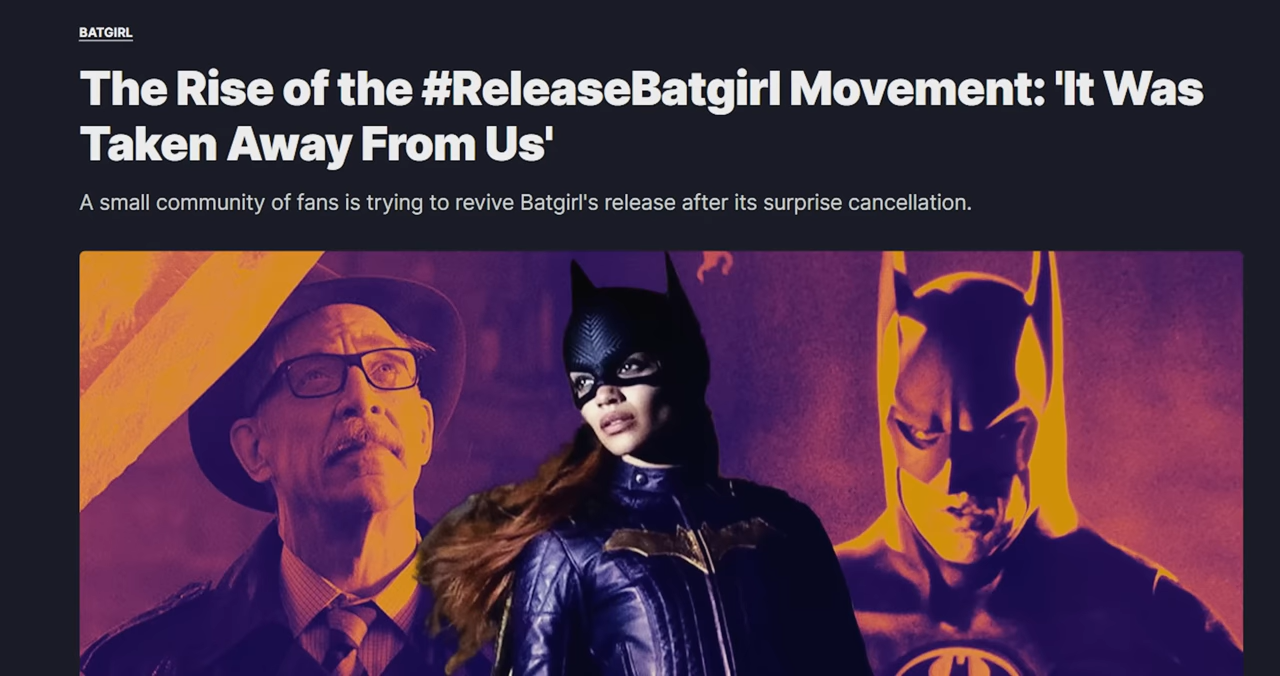 BATGIRL
The Rise of the #ReleaseBatgirl Movement: 'It Was
Taken Away From Us'
A small community of fans is trying to revive Batgirl's release after its surprise cancellation.